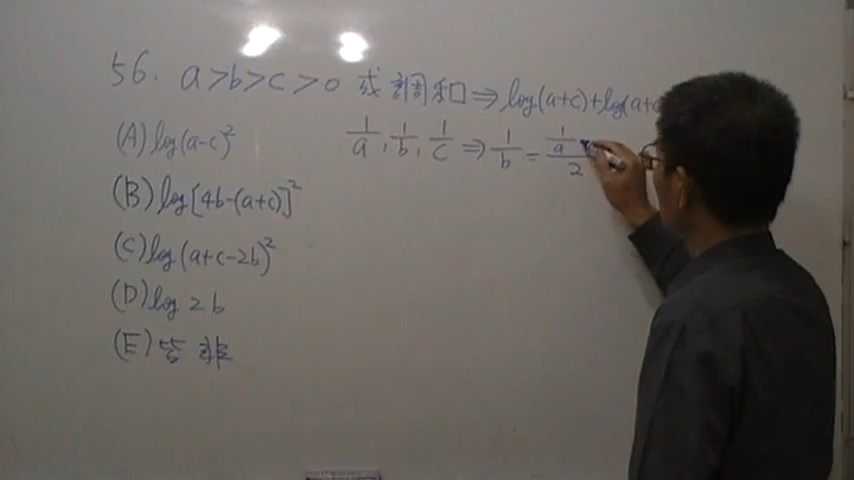 56. a>b>c>0 或 調和⇒log(a+c)+log(a+c
(A) log(a-c)²
1/a, 1/b, 1/c ⇒ 1/b = (1/a)/2
(B) log[4b-(a+c)]²
(C) log(a+c-2b)²
(D) log 2b
(E) 皆非